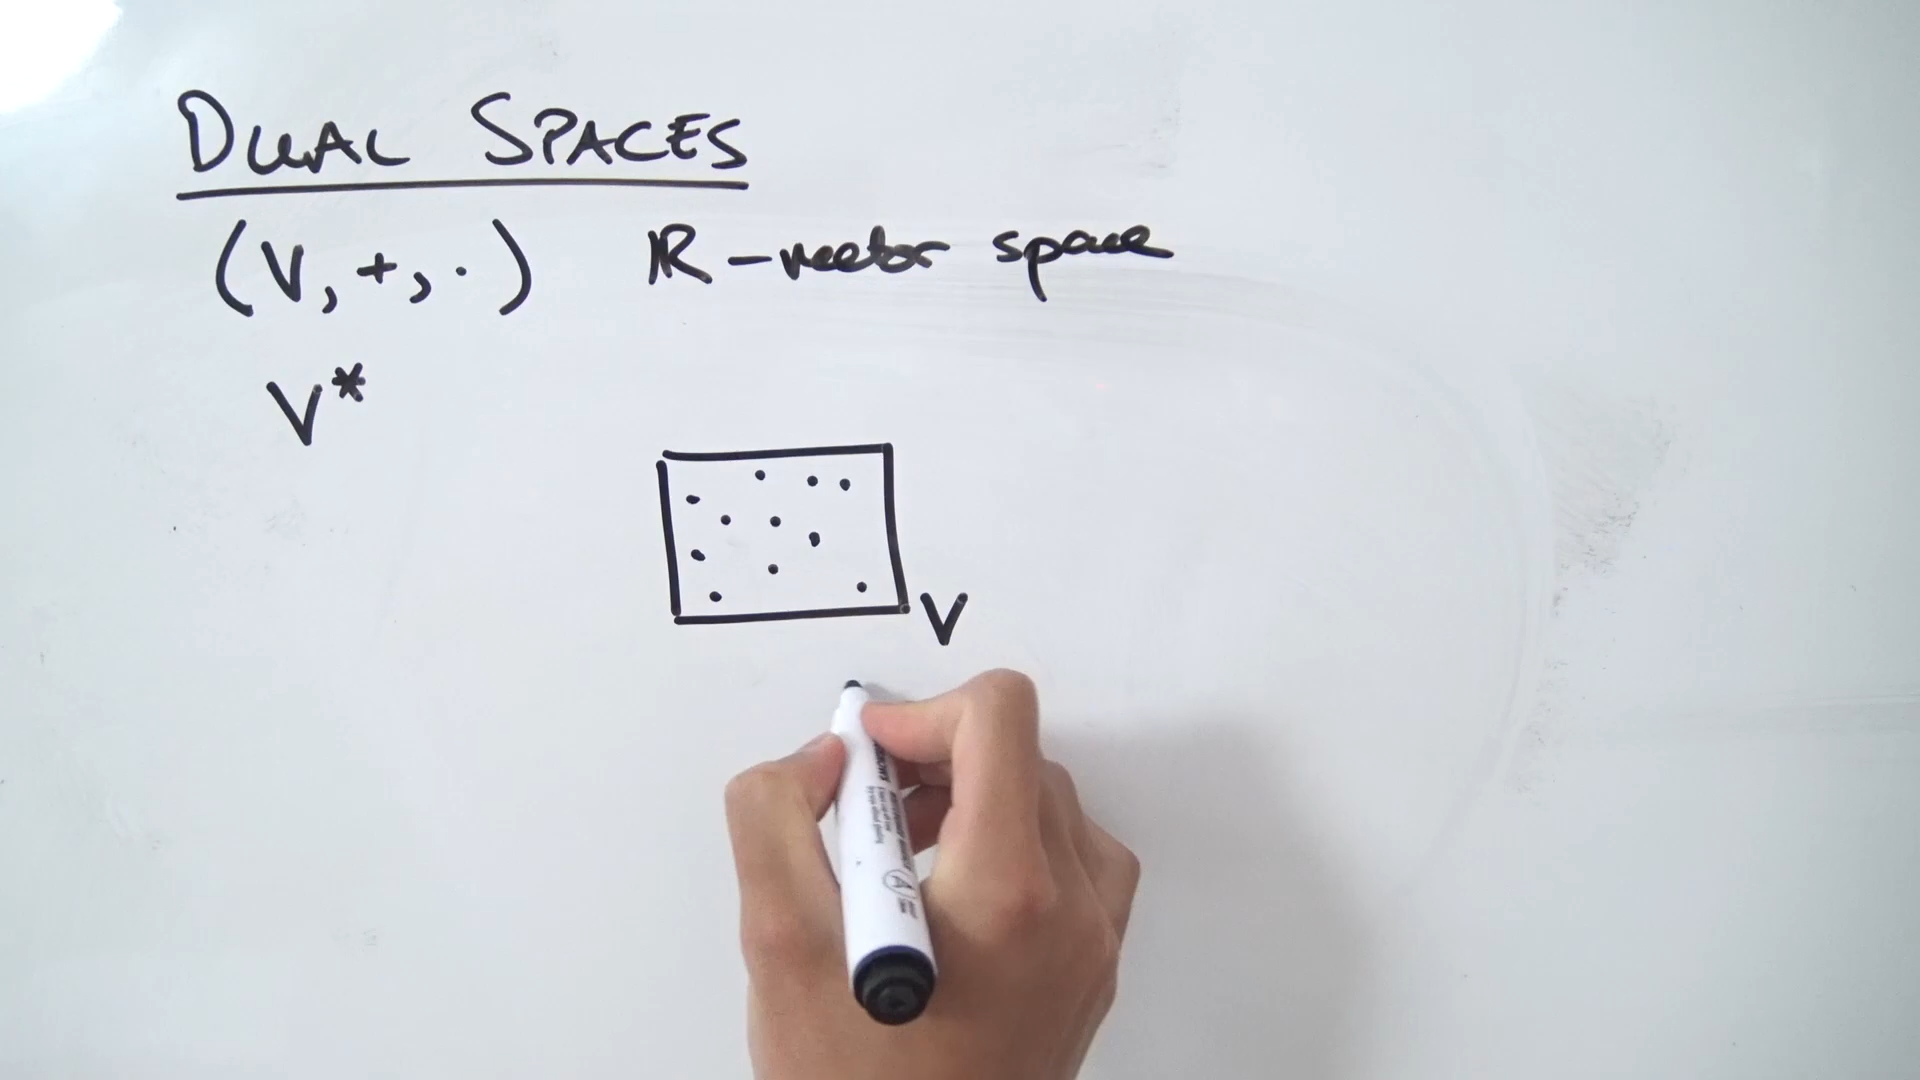 DUAL SPACES
(V, +, ·) ℝ-vector space
V*
V